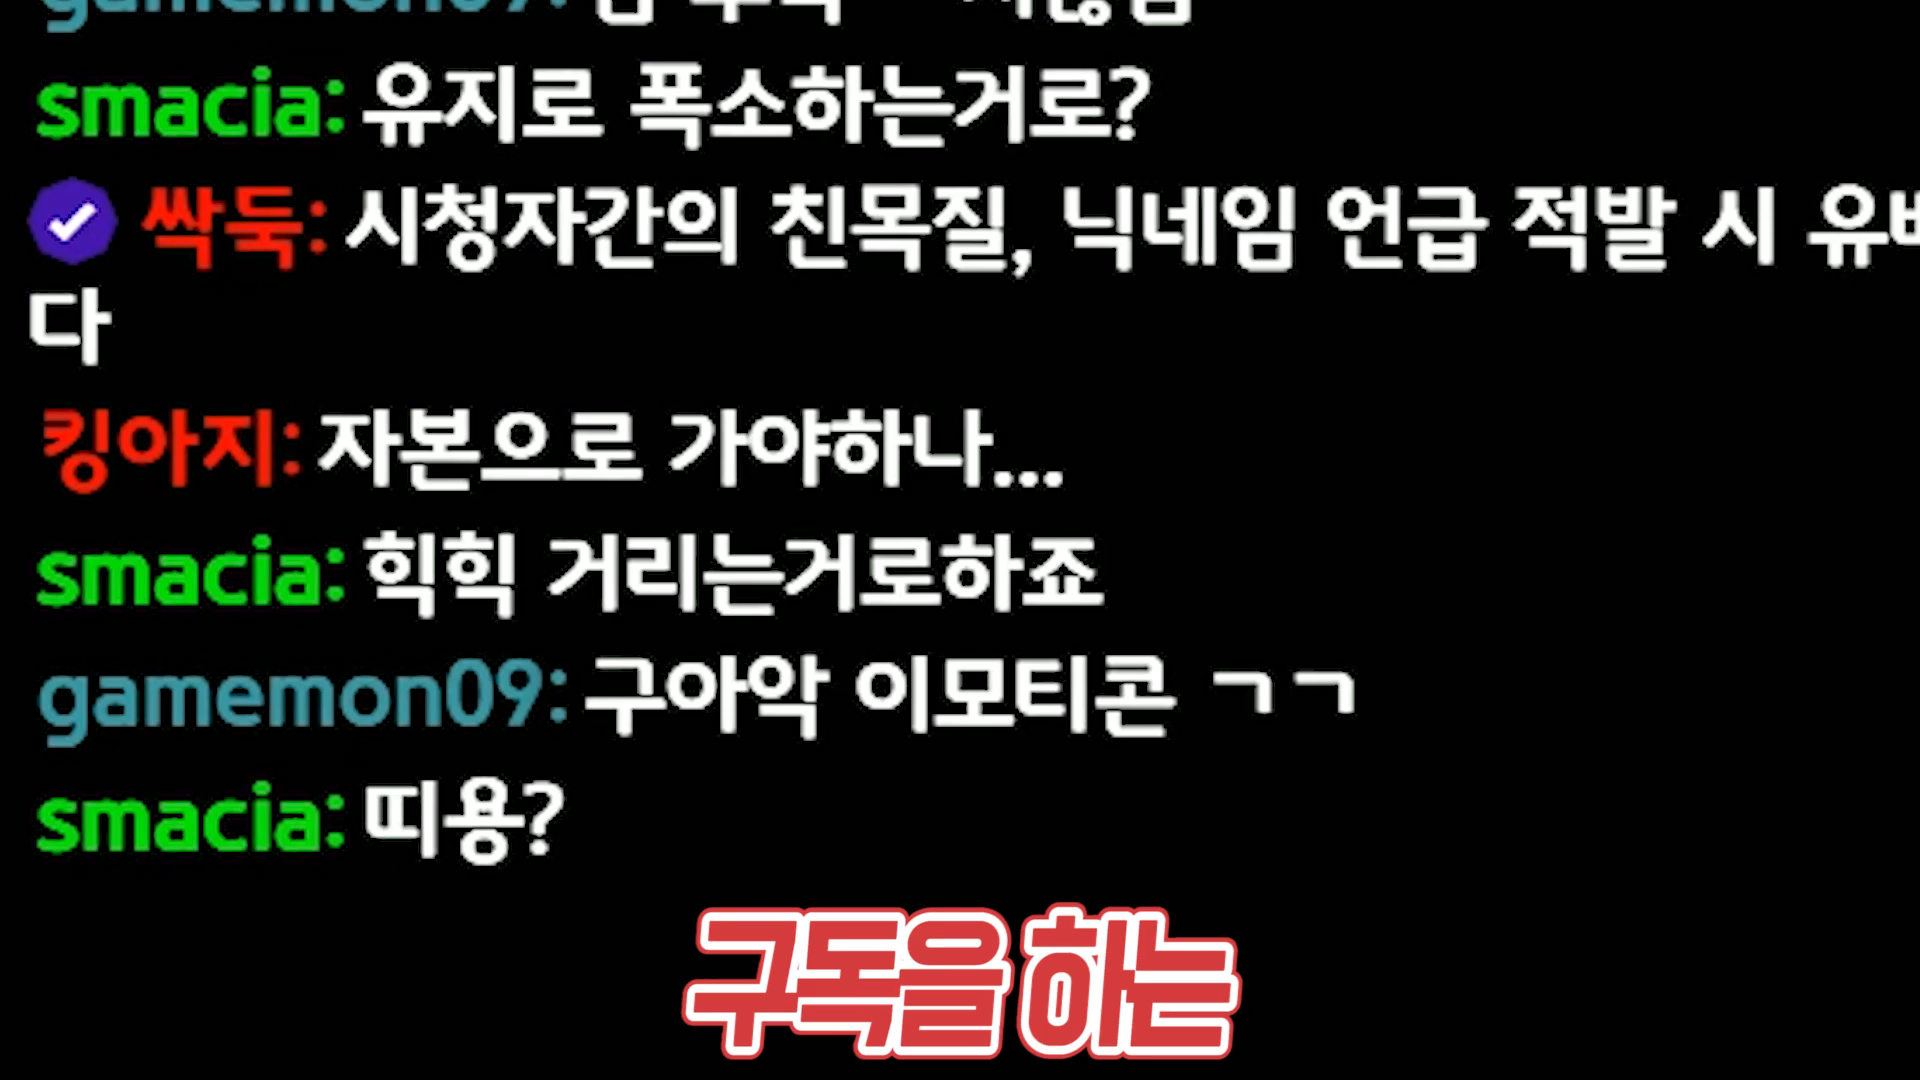 gamemon09:
smacia: 유지로 폭소하는거로?
싹둑: 시청자간의 친목질, 닉네임 언급 적발 시
다
킹아지: 자본으로 가야하나...
smacia: 힉힉 거리는거로하죠
gamemon09: 구아악 이모티콘 ㄱㄱ
smacia: 띠용?
구독을 하는